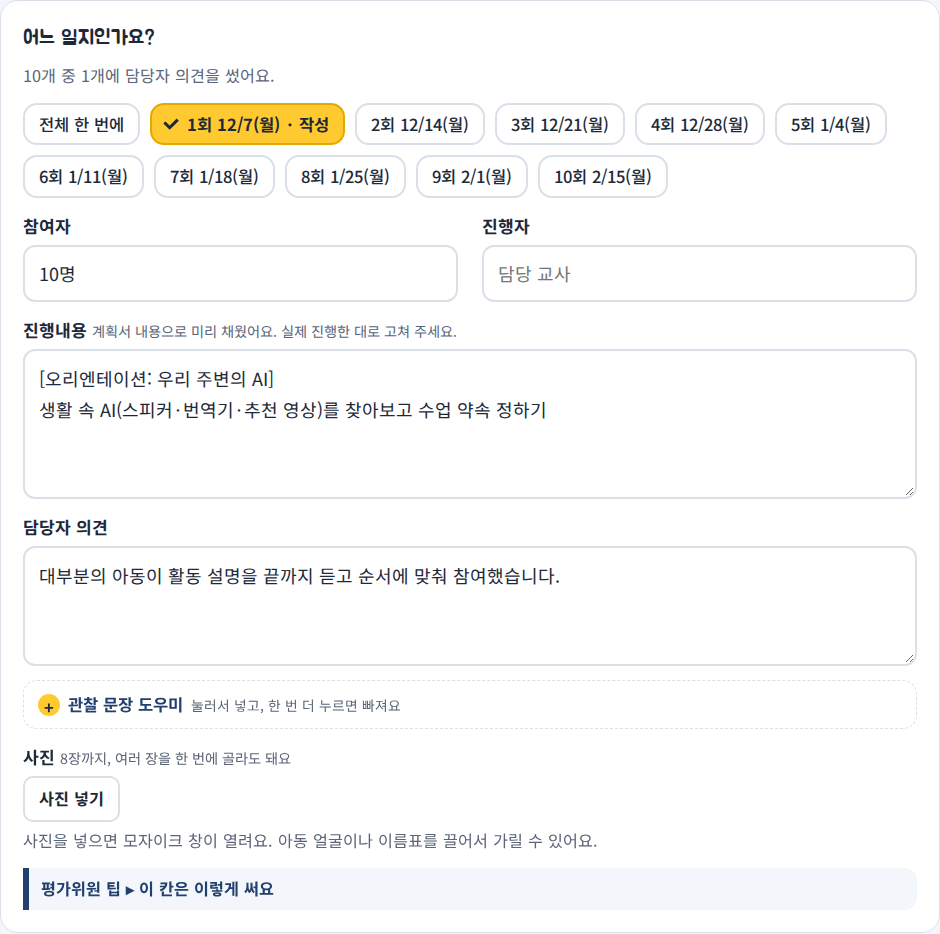 어느 일지인가요?
10개 중 1개에 담당자 의견을 썼어요.
전체 한 번에
✓ 1회 12/7(월) · 작성
2회 12/14(월)
3회 12/21(월)
4회 12/28(월)
5회 1/4(월)
6회 1/11(월)
7회 1/18(월)
8회 1/25(월)
9회 2/1(월)
10회 2/15(월)
참여자
10명
진행자
담당 교사
진행내용 계획서 내용으로 미리 채웠어요. 실제 진행한 대로 고쳐 주세요.
[오리엔테이션: 우리 주변의 AI]
생활 속 AI(스피커·번역기·추천 영상)를 찾아보고 수업 약속 정하기
담당자 의견
대부분의 아동이 활동 설명을 끝까지 듣고 순서에 맞춰 참여했습니다.
+ 관찰 문장 도우미 눌러서 넣고, 한 번 더 누르면 빠져요
사진 8장까지, 여러 장을 한 번에 골라도 돼요
사진 넣기
사진을 넣으면 모자이크 창이 열려요. 아동 얼굴이나 이름표를 끌어서 가릴 수 있어요.
평가위원 팁 ▸ 이 칸은 이렇게 써요